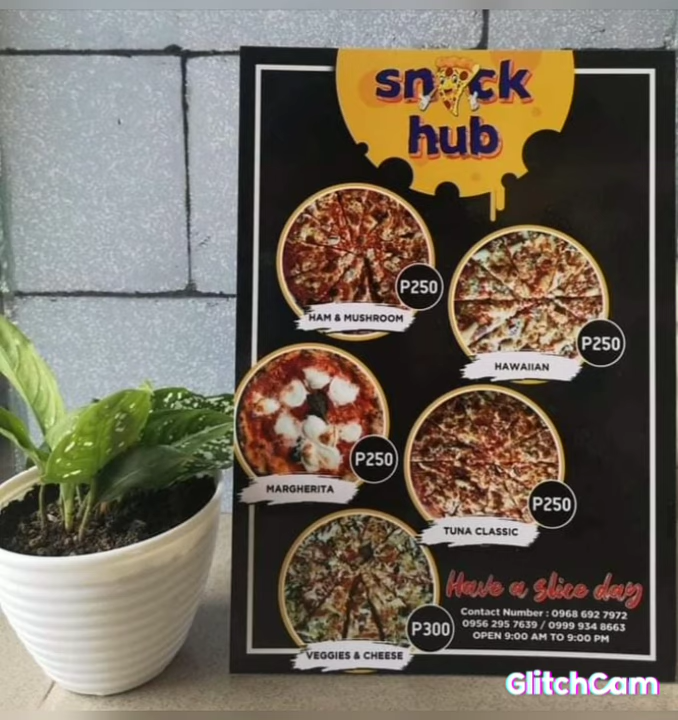 snack
hub
P250
HAM & MUSHROOM
P250
HAWAIIAN
P250
MARGHERITA
P250
TUNA CLASSIC
P300
VEGGIES & CHEESE
Have a slice day
Contact Number : 0968 692 7972
0956 295 7639 / 0999 934 8663
OPEN 9:00 AM TO 9:00 PM
GlitchCam